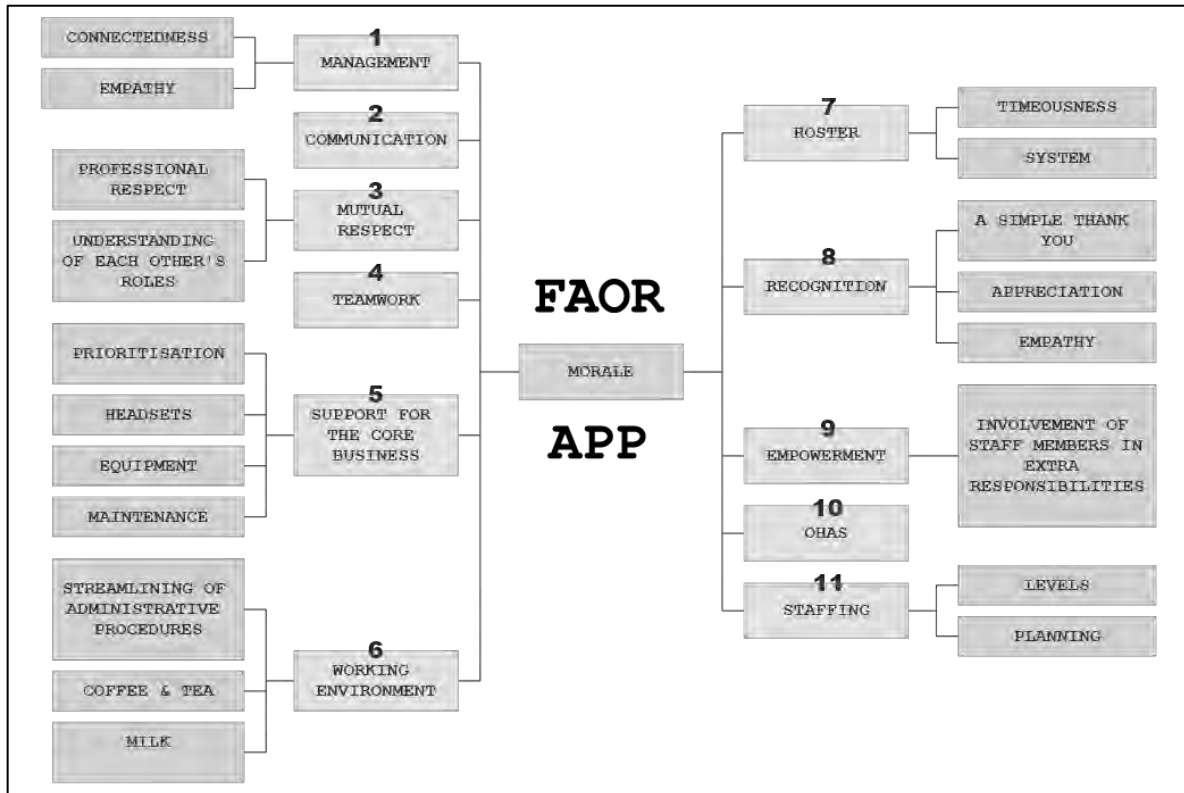 CONNECTEDNESS
EMPATHY
1
MANAGEMENT
2
COMMUNICATION
PROFESSIONAL
RESPECT
UNDERSTANDING
OF EACH OTHER'S
ROLES
3
MUTUAL
RESPECT
4
TEAMWORK
PRIORITISATION
HEADSETS
EQUIPMENT
MAINTENANCE
5
SUPPORT FOR
THE CORE
BUSINESS
STREAMLINING OF
ADMINISTRATIVE
PROCEDURES
COFFEE & TEA
MILK
6
WORKING
ENVIRONMENT
FAOR
MORALE
APP
7
ROSTER
TIMEOUSNESS
SYSTEM
8
RECOGNITION
A SIMPLE THANK
YOU
APPRECIATION
EMPATHY
9
EMPOWERMENT
INVOLVEMENT OF
STAFF MEMBERS IN
EXTRA
RESPONSIBILITIES
10
OHAS
11
STAFFING
LEVELS
PLANNING